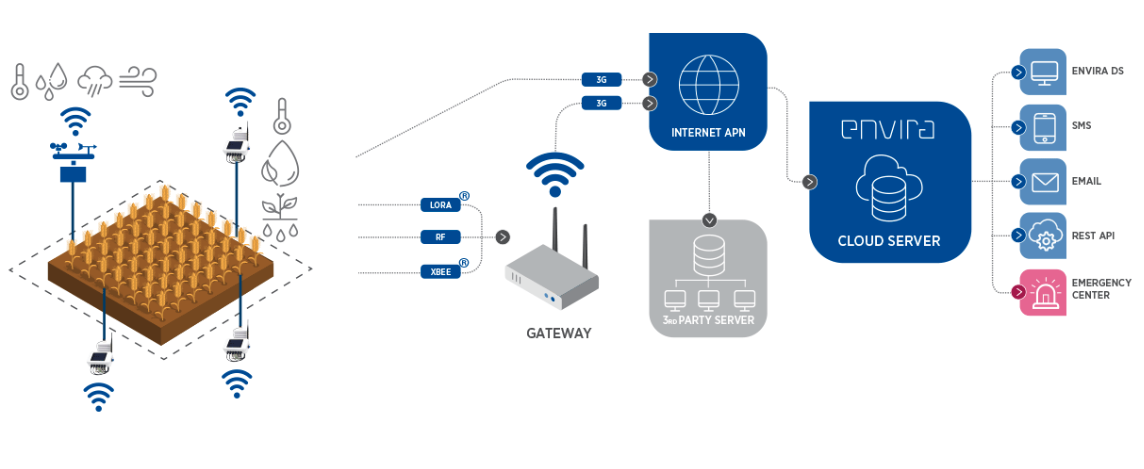 3G
3G
INTERNET APN
envira
CLOUD SERVER
ENVIRA DS
SMS
EMAIL
REST API
EMERGENCY
CENTER
LORA ®
RF
XBEE ®
GATEWAY
3RD PARTY SERVER